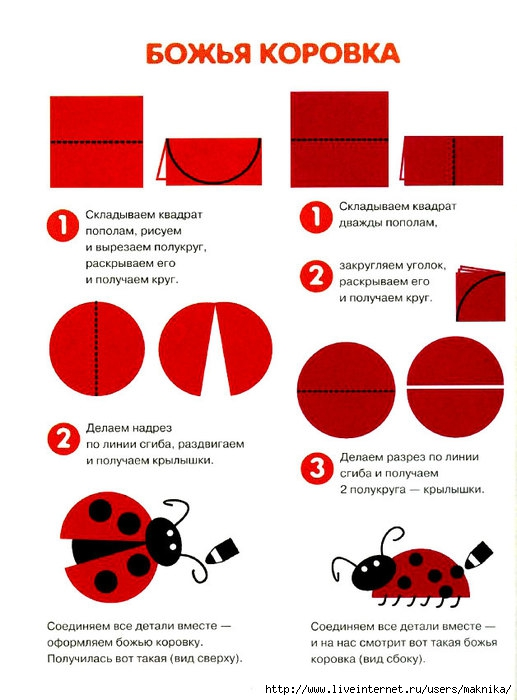 БОЖЬЯ КОРОВКА
1
Складываем квадрат
пополам, рисуем
и вырезаем полукруг,
раскрываем его
и получаем круг.
2
Делаем надрез
по линии сгиба, раздвигаем
и получаем крылышки.
Соединяем все детали вместе —
оформляем божью коровку.
Получилась вот такая (вид сверху).
1
Складываем квадрат
дважды пополам,
2
закругляем уголок,
раскрываем его
и получаем круг.
3
Делаем разрез по линии
сгиба и получаем
2 полукруга — крылышки.
Соединяем все детали вместе —
и на нас смотрит вот такая божья
коровка (вид сбоку).
http://www.liveinternet.ru/users/maknika/